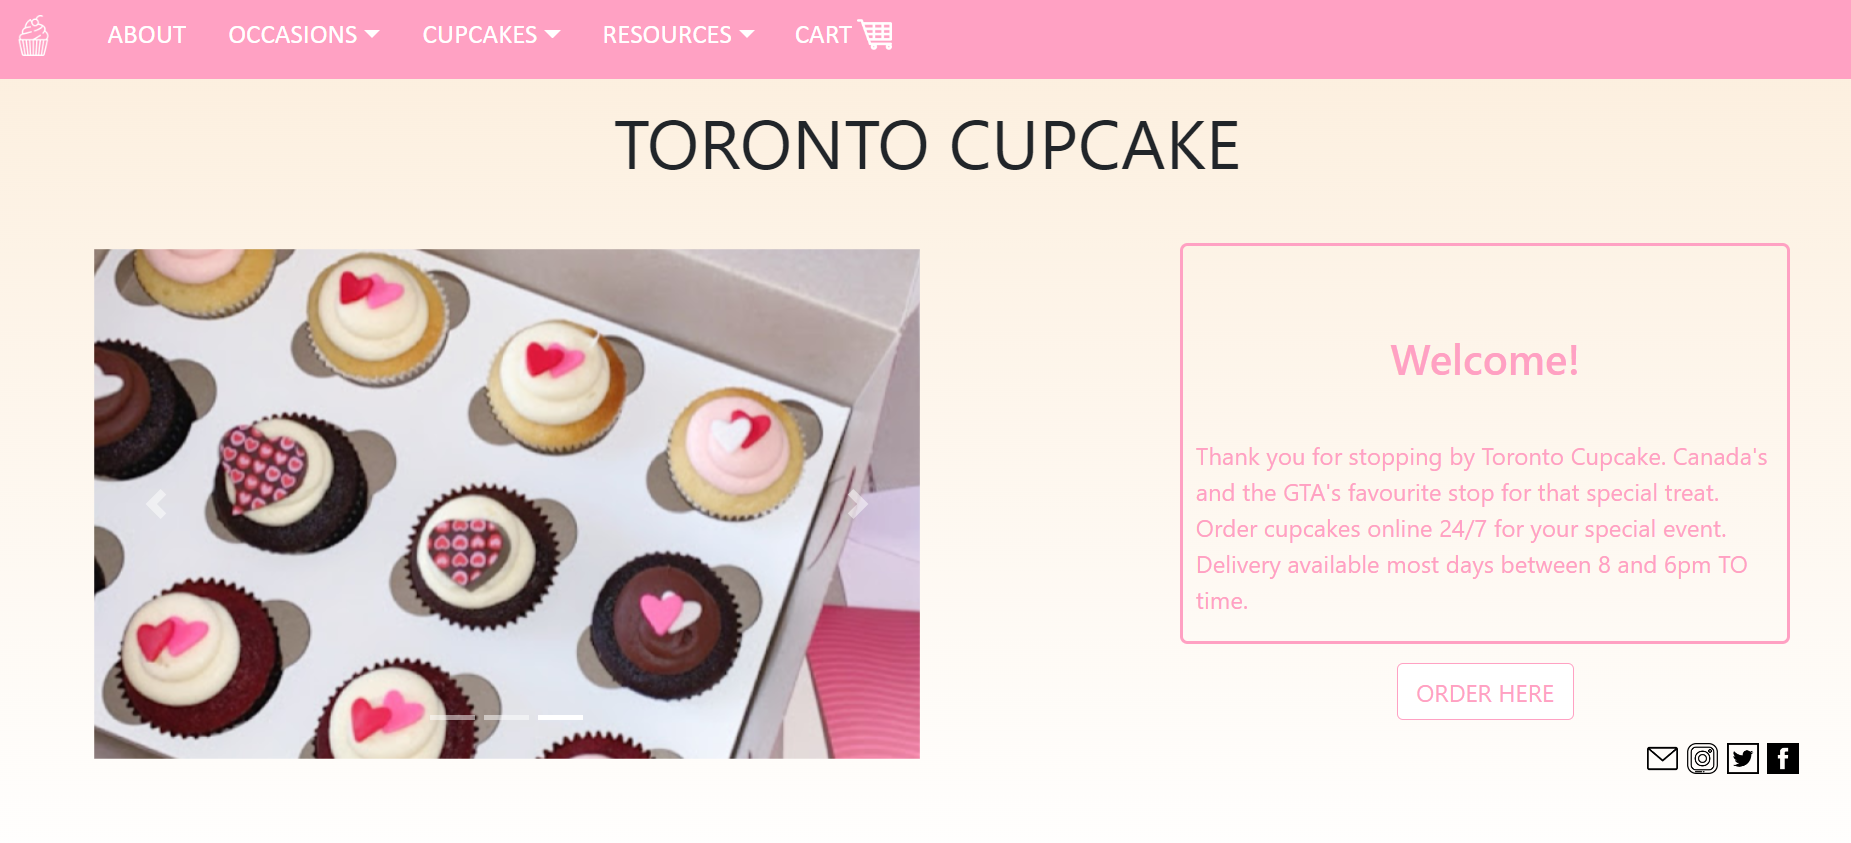 ABOUT OCCASIONS CUPCAKES RESOURCES CART
TORONTO CUPCAKE
Welcome!
Thank you for stopping by Toronto Cupcake. Canada's
and the GTA's favourite stop for that special treat.
Order cupcakes online 24/7 for your special event.
Delivery available most days between 8 and 6pm TO
time.
ORDER HERE